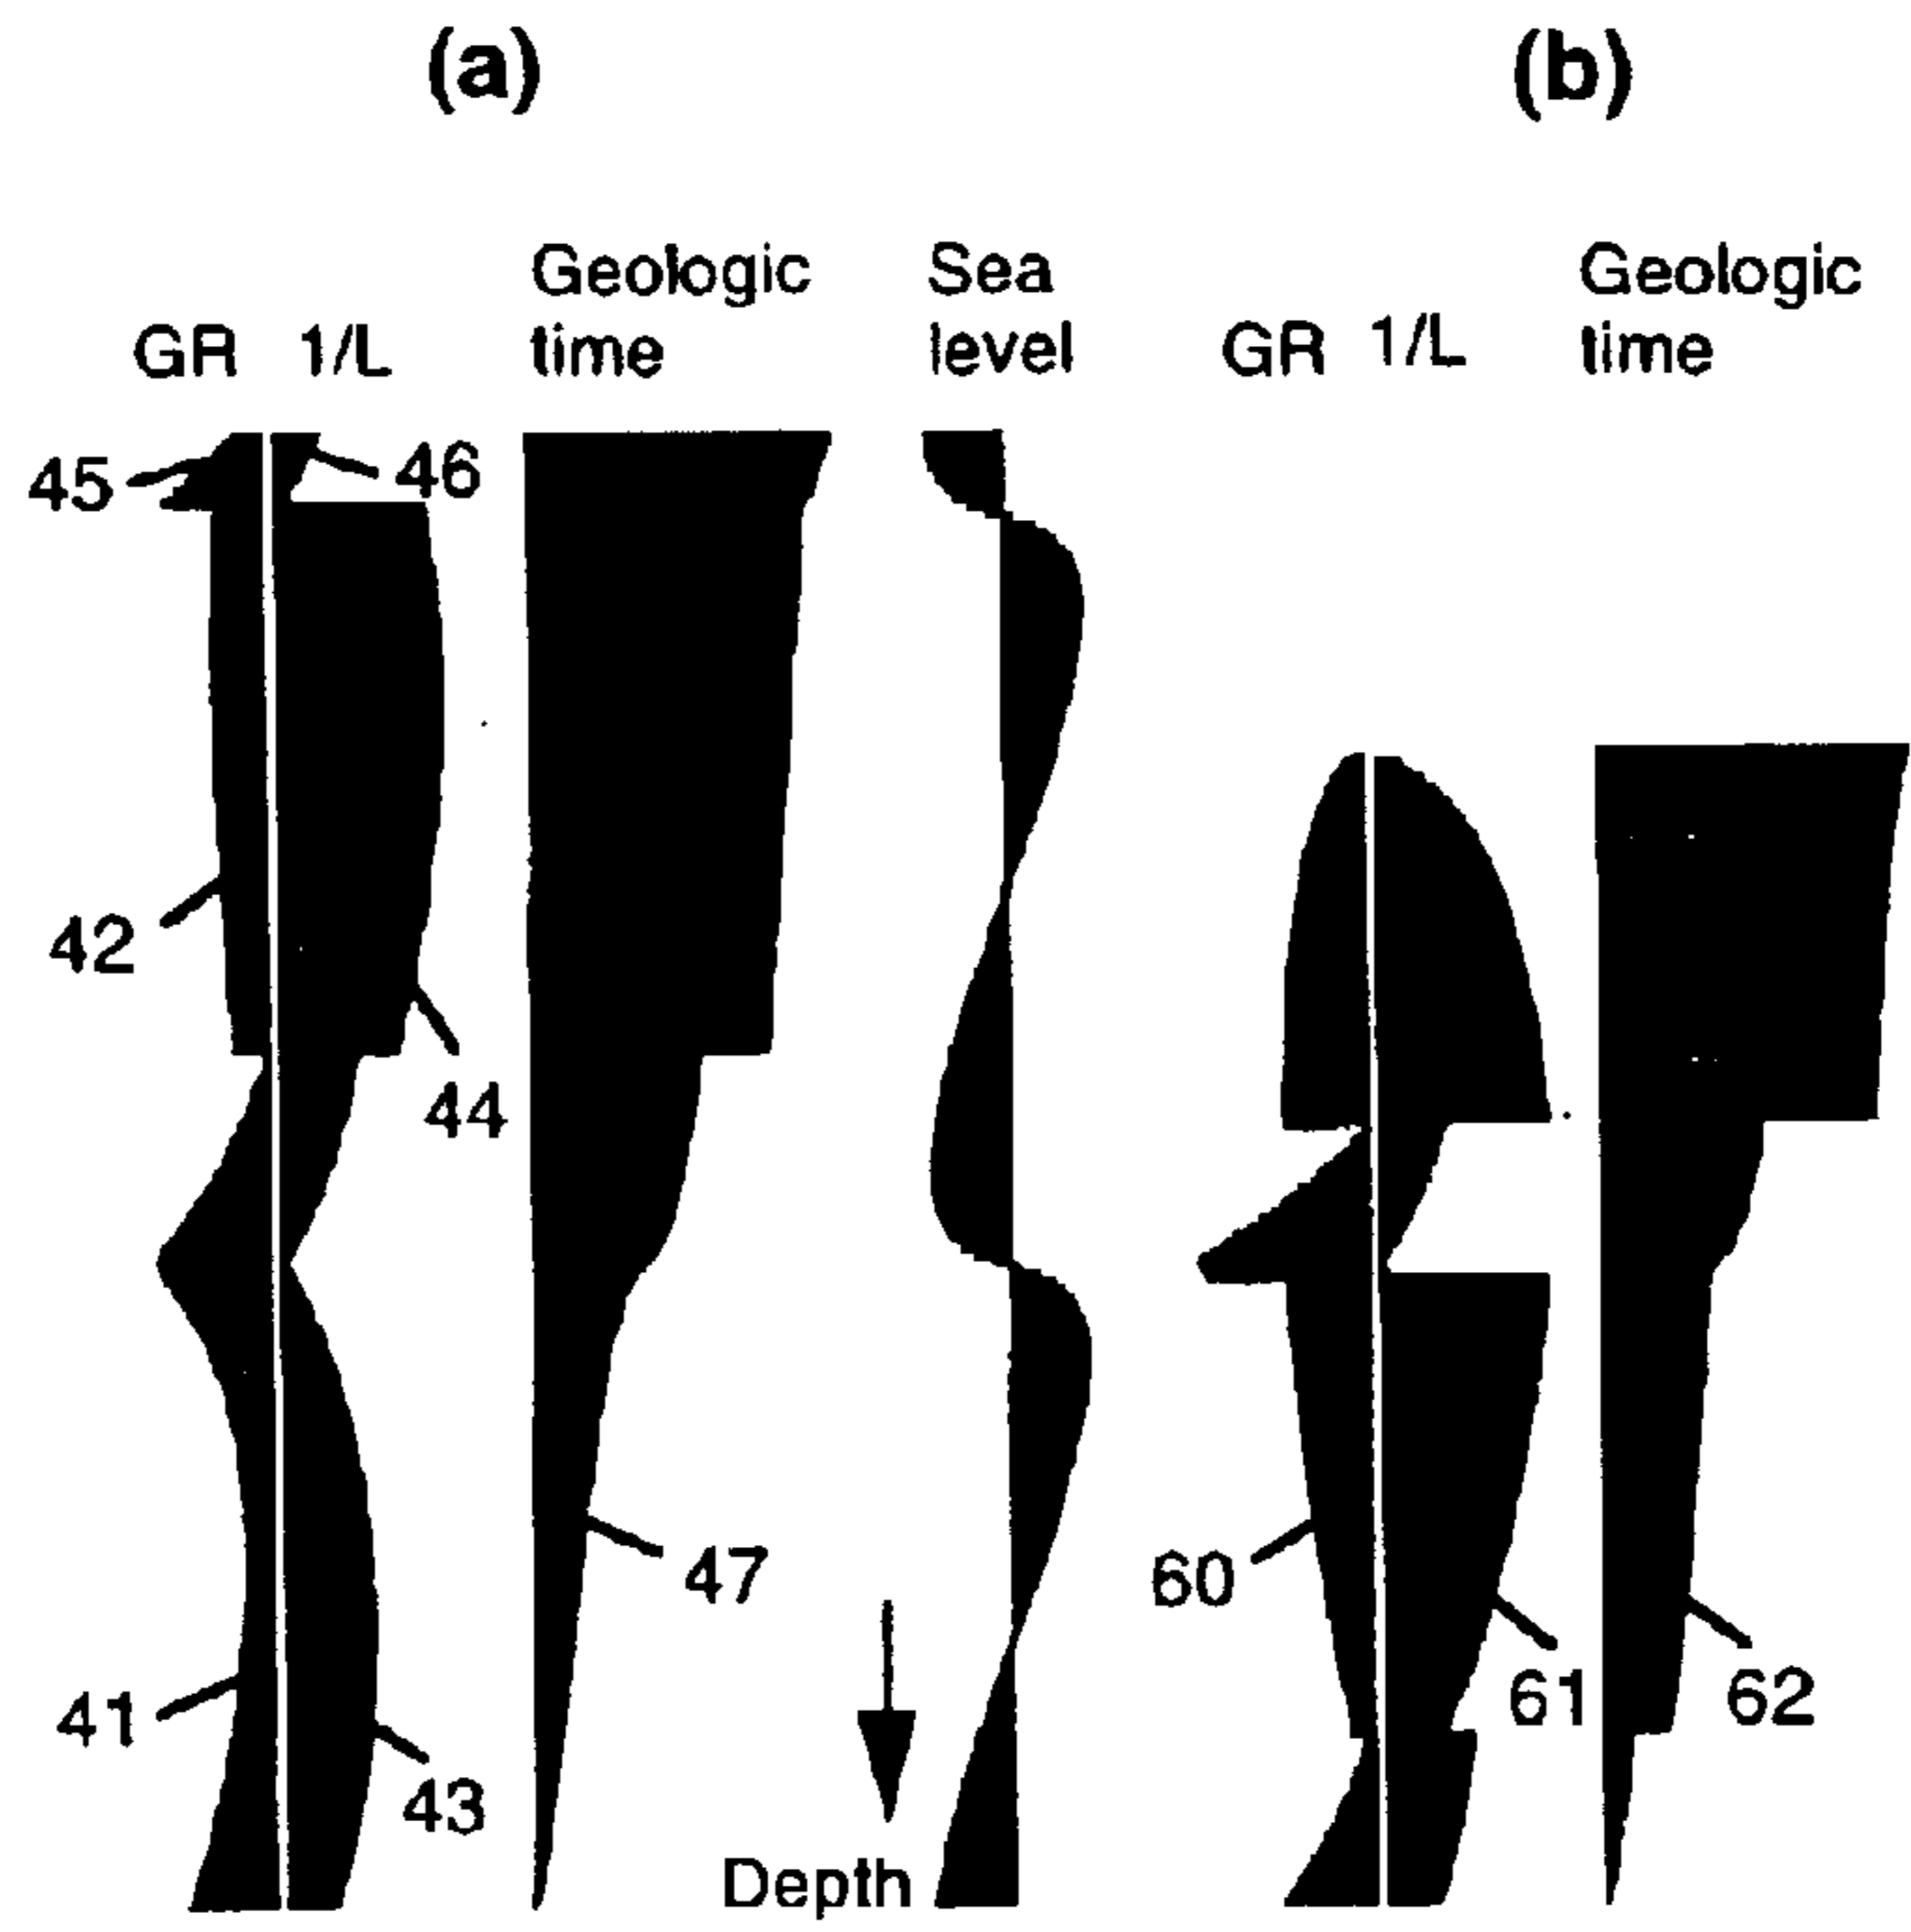 (a)
(b)
Geologic
time
Sea
level
Geologic
time
GR 1/L
GR 1/L
45
46
42
44
47
41
43
60
61
62
Depth